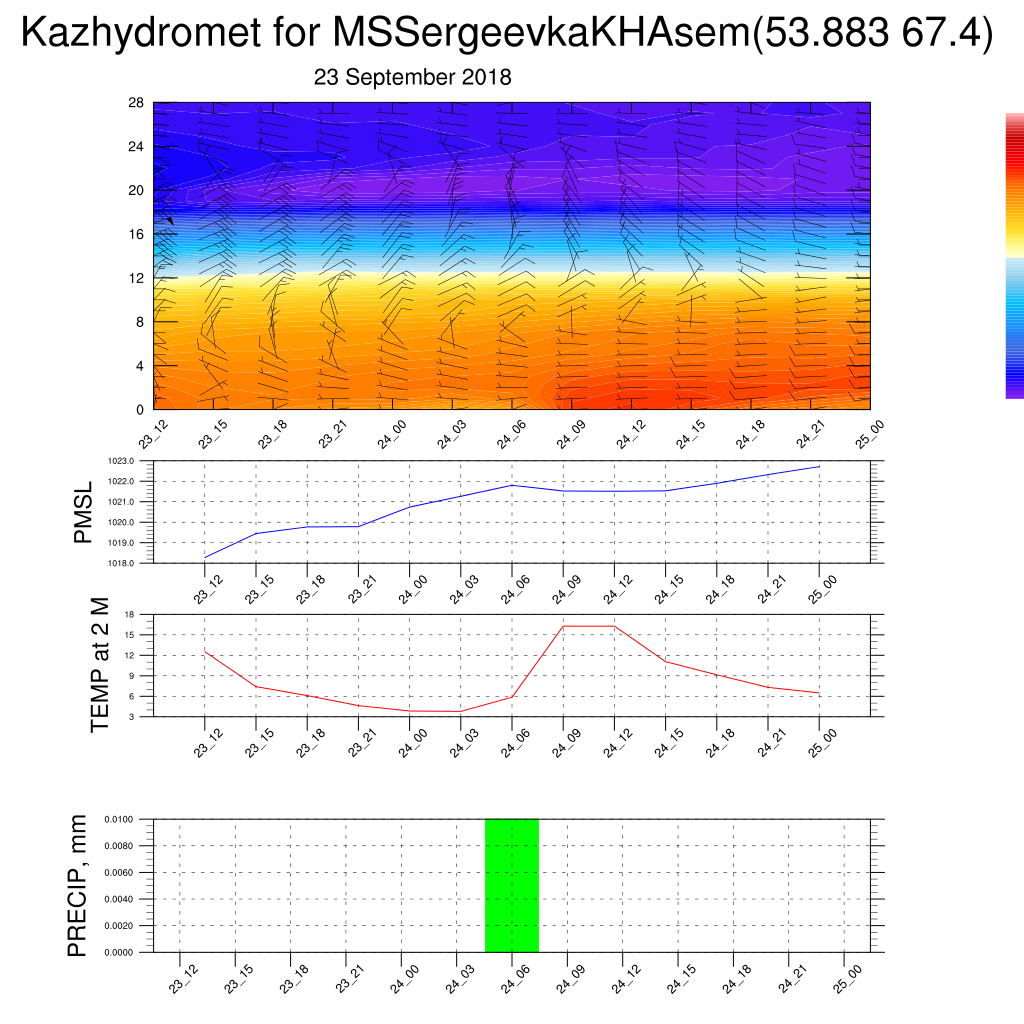 Kazhydromet for MSSergeevkaKHAsem(53.883 67.4)
23 September 2018
28
24
20
16
12
8
4
0
23_12 23_15 23_18 23_21 24_00 24_03 24_06 24_09 24_12 24_15 24_18 24_21 25_00
PMSL
1023.0
1022.0
1021.0
1020.0
1019.0
1018.0
23_12 23_15 23_18 23_21 24_00 24_03 24_06 24_09 24_12 24_15 24_18 24_21 25_00
TEMP at 2 M
18
15
12
9
6
3
23_12 23_15 23_18 23_21 24_00 24_03 24_06 24_09 24_12 24_15 24_18 24_21 25_00
PRECIP, mm
0.0100
0.0080
0.0060
0.0040
0.0020
0.0000
23_12 23_15 23_18 23_21 24_00 24_03 24_06 24_09 24_12 24_15 24_18 24_21 25_00